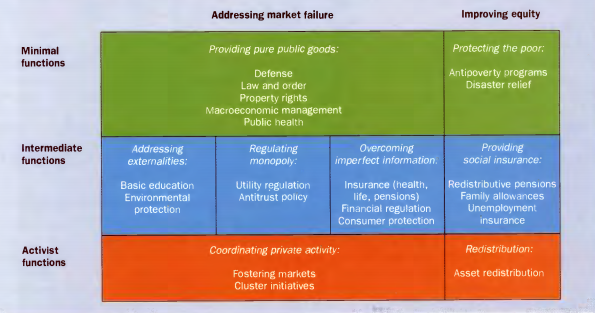 Addressing market failure
Improving equity
Minimal
functions
Providing pure public goods:
Defense
Law and order
Property rights
Macroeconomic management
Public health
Protecting the poor:
Antipoverty programs
Disaster relief
Intermediate
functions
Addressing
externalities:
Basic education
Environmental
protection
Regulating
monopoly:
Utility regulation
Antitrust policy
Overcoming
imperfect information:
Insurance (health,
life, pensions)
Financial regulation
Consumer protection
Providing
social insurance:
Redistributive pensions
Family allowances
Unemployment
insurance
Activist
functions
Coordinating private activity:
Fostering markets
Cluster initiatives
Redistribution:
Asset redistribution